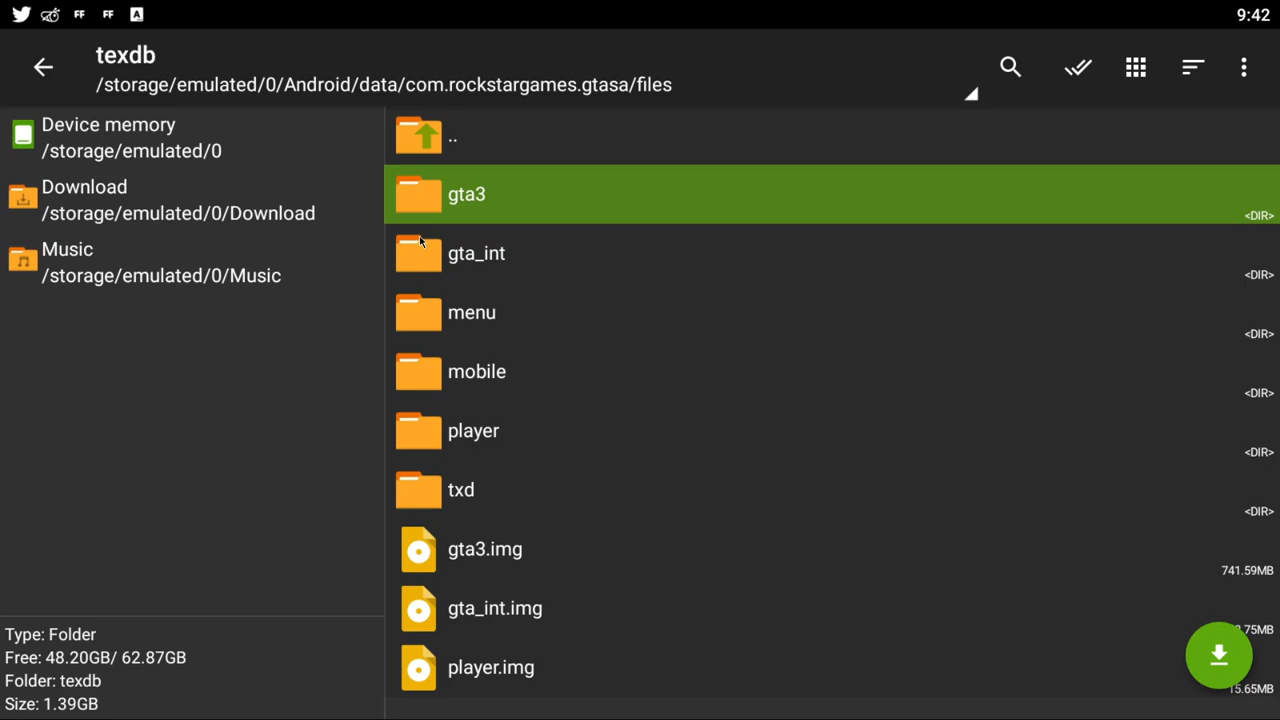 FF FF A 9:42
texdb
/storage/emulated/0/Android/data/com.rockstargames.gtasa/files
Device memory
/storage/emulated/0
Download
/storage/emulated/0/Download
Music
/storage/emulated/0/Music
..
gta3
<DIR>
gta_int
<DIR>
menu
<DIR>
mobile
<DIR>
player
<DIR>
txd
<DIR>
gta3.img
741.59MB
gta_int.img
player.img
Type: Folder
Free: 48.20GB/ 62.87GB
Folder: texdb
Size: 1.39GB